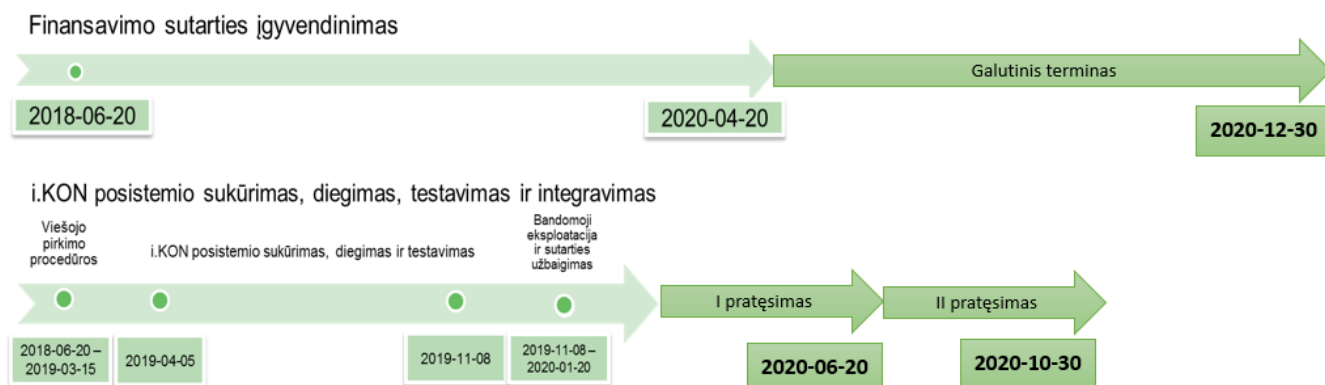 Finansavimo sutarties įgyvendinimas
Galutinis terminas
2018-06-20
2020-04-20
2020-12-30
i.KON posistemio sukūrimas, diegimas, testavimas ir integravimas
Viešojo
pirkimo
procedūros
i.KON posistemio sukūrimas, diegimas ir testavimas
Bandomoji
eksploatacija
ir sutarties
užbaigimas
I pratęsimas
II pratęsimas
2018-06-20 –
2019-03-15
2019-04-05
2019-11-08
2019-11-08 –
2020-01-20
2020-06-20
2020-10-30